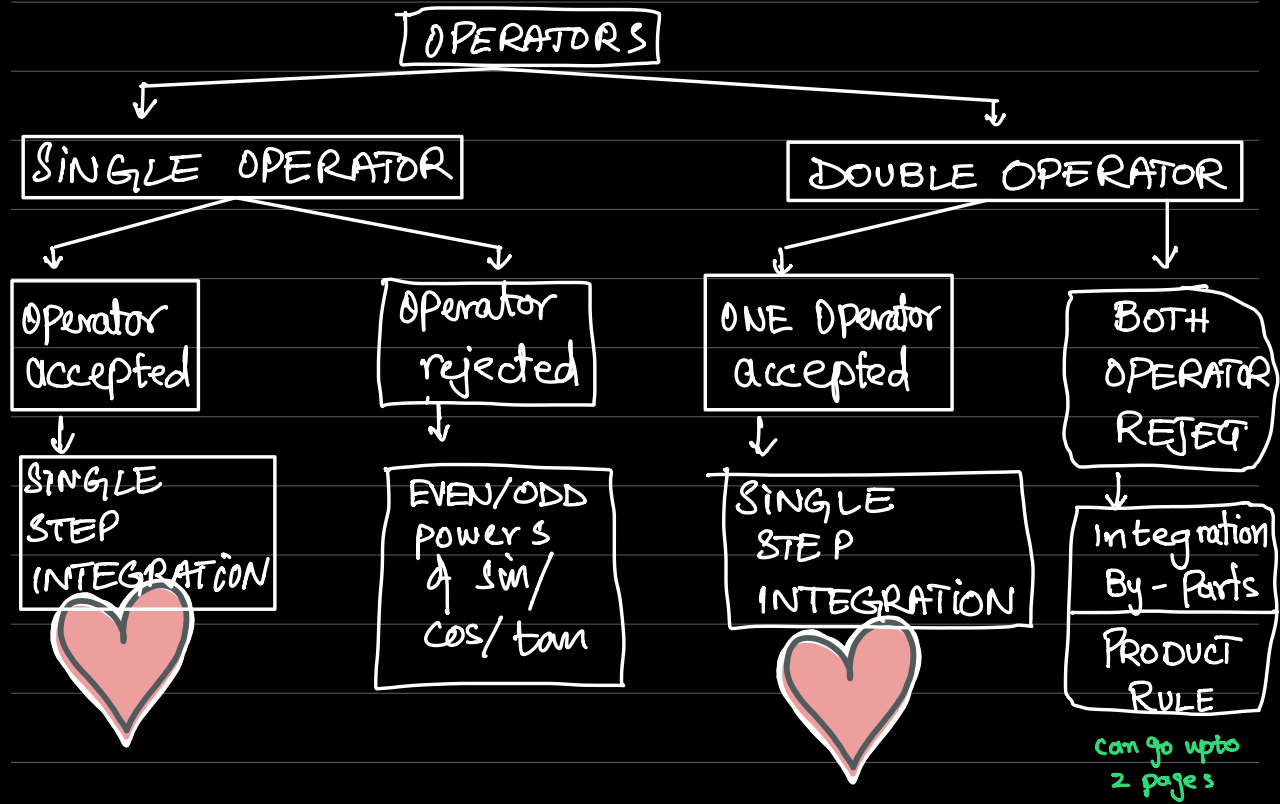 OPERATORS
SINGLE OPERATOR
DOUBLE OPERATOR
Operator
accepted
Operator
rejected
ONE Operator
accepted
BOTH
OPERATOR
REJECT
SINGLE
STEP
INTEGRATION
EVEN/ODD
powers
of sin/
cos/tan
SINGLE
STEP
INTEGRATION
Integration
By-Parts
PRODUCT
RULE
can go upto
2 pages